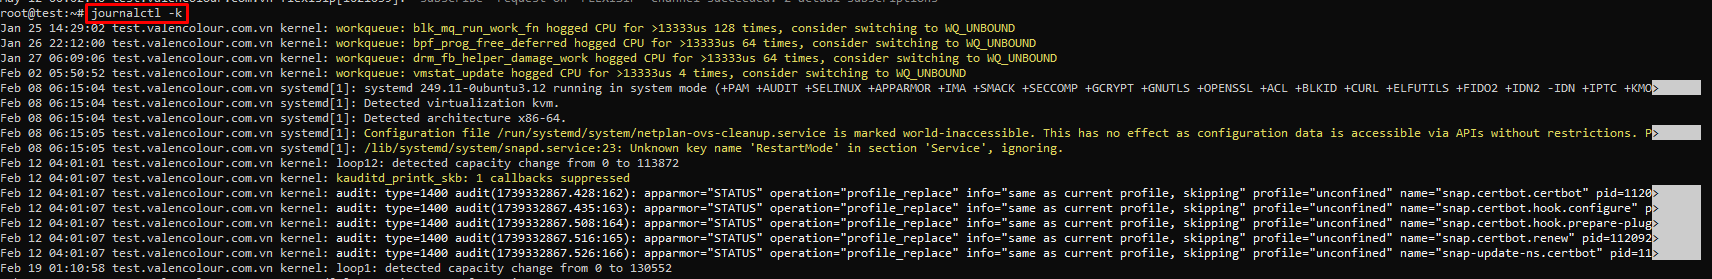 root@test:~# journalctl -k
Jan 25 14:29:02 test.valencolour.com.vn kernel: workqueue: blk_mq_run_work_fn hogged CPU for >13333us 128 times, consider switching to WQ_UNBOUND
Jan 26 22:12:00 test.valencolour.com.vn kernel: workqueue: bpf_prog_free_deferred hogged CPU for >13333us 64 times, consider switching to WQ_UNBOUND
Jan 27 06:09:06 test.valencolour.com.vn kernel: workqueue: drm_fb_helper_damage_work hogged CPU for >13333us 64 times, consider switching to WQ_UNBOUND
Feb 02 05:50:52 test.valencolour.com.vn kernel: workqueue: vmstat_update hogged CPU for >13333us 4 times, consider switching to WQ_UNBOUND
Feb 08 06:15:04 test.valencolour.com.vn systemd[1]: systemd 249.11-0ubuntu3.12 running in system mode (+PAM +AUDIT +SELINUX +APPARMOR +IMA +SMACK +SECCOMP +GCRYPT +GNUTLS +OPENSSL +ACL +BLKID +CURL +ELFUTILS +FIDO2 +IDN2 -IDN +IPTC +KMO>
Feb 08 06:15:04 test.valencolour.com.vn systemd[1]: Detected virtualization kvm.
Feb 08 06:15:04 test.valencolour.com.vn systemd[1]: Detected architecture x86-64.
Feb 08 06:15:05 test.valencolour.com.vn systemd[1]: Configuration file /run/systemd/system/netplan-ovs-cleanup.service is marked world-inaccessible. This has no effect as configuration data is accessible via APIs without restrictions. P>
Feb 08 06:15:05 test.valencolour.com.vn systemd[1]: /lib/systemd/system/snapd.service:23: Unknown key name 'RestartMode' in section 'Service', ignoring.
Feb 12 04:01:01 test.valencolour.com.vn kernel: loop12: detected capacity change from 0 to 113872
Feb 12 04:01:07 test.valencolour.com.vn kernel: kauditd_printk_skb: 1 callbacks suppressed
Feb 12 04:01:07 test.valencolour.com.vn kernel: audit: type=1400 audit(1739332867.428:162): apparmor="STATUS" operation="profile_replace" info="same as current profile, skipping" profile="unconfined" name="snap.certbot.certbot" pid=1120>
Feb 12 04:01:07 test.valencolour.com.vn kernel: audit: type=1400 audit(1739332867.435:163): apparmor="STATUS" operation="profile_replace" info="same as current profile, skipping" profile="unconfined" name="snap.certbot.hook.configure" p>
Feb 12 04:01:07 test.valencolour.com.vn kernel: audit: type=1400 audit(1739332867.508:164): apparmor="STATUS" operation="profile_replace" info="same as current profile, skipping" profile="unconfined" name="snap.certbot.hook.prepare-plug>
Feb 12 04:01:07 test.valencolour.com.vn kernel: audit: type=1400 audit(1739332867.516:165): apparmor="STATUS" operation="profile_replace" info="same as current profile, skipping" profile="unconfined" name="snap.certbot.renew" pid=112092>
Feb 12 04:01:07 test.valencolour.com.vn kernel: audit: type=1400 audit(1739332867.526:166): apparmor="STATUS" operation="profile_replace" info="same as current profile, skipping" profile="unconfined" name="snap-update-ns.certbot" pid=11>
Feb 19 01:10:58 test.valencolour.com.vn kernel: loop1: detected capacity change from 0 to 130552